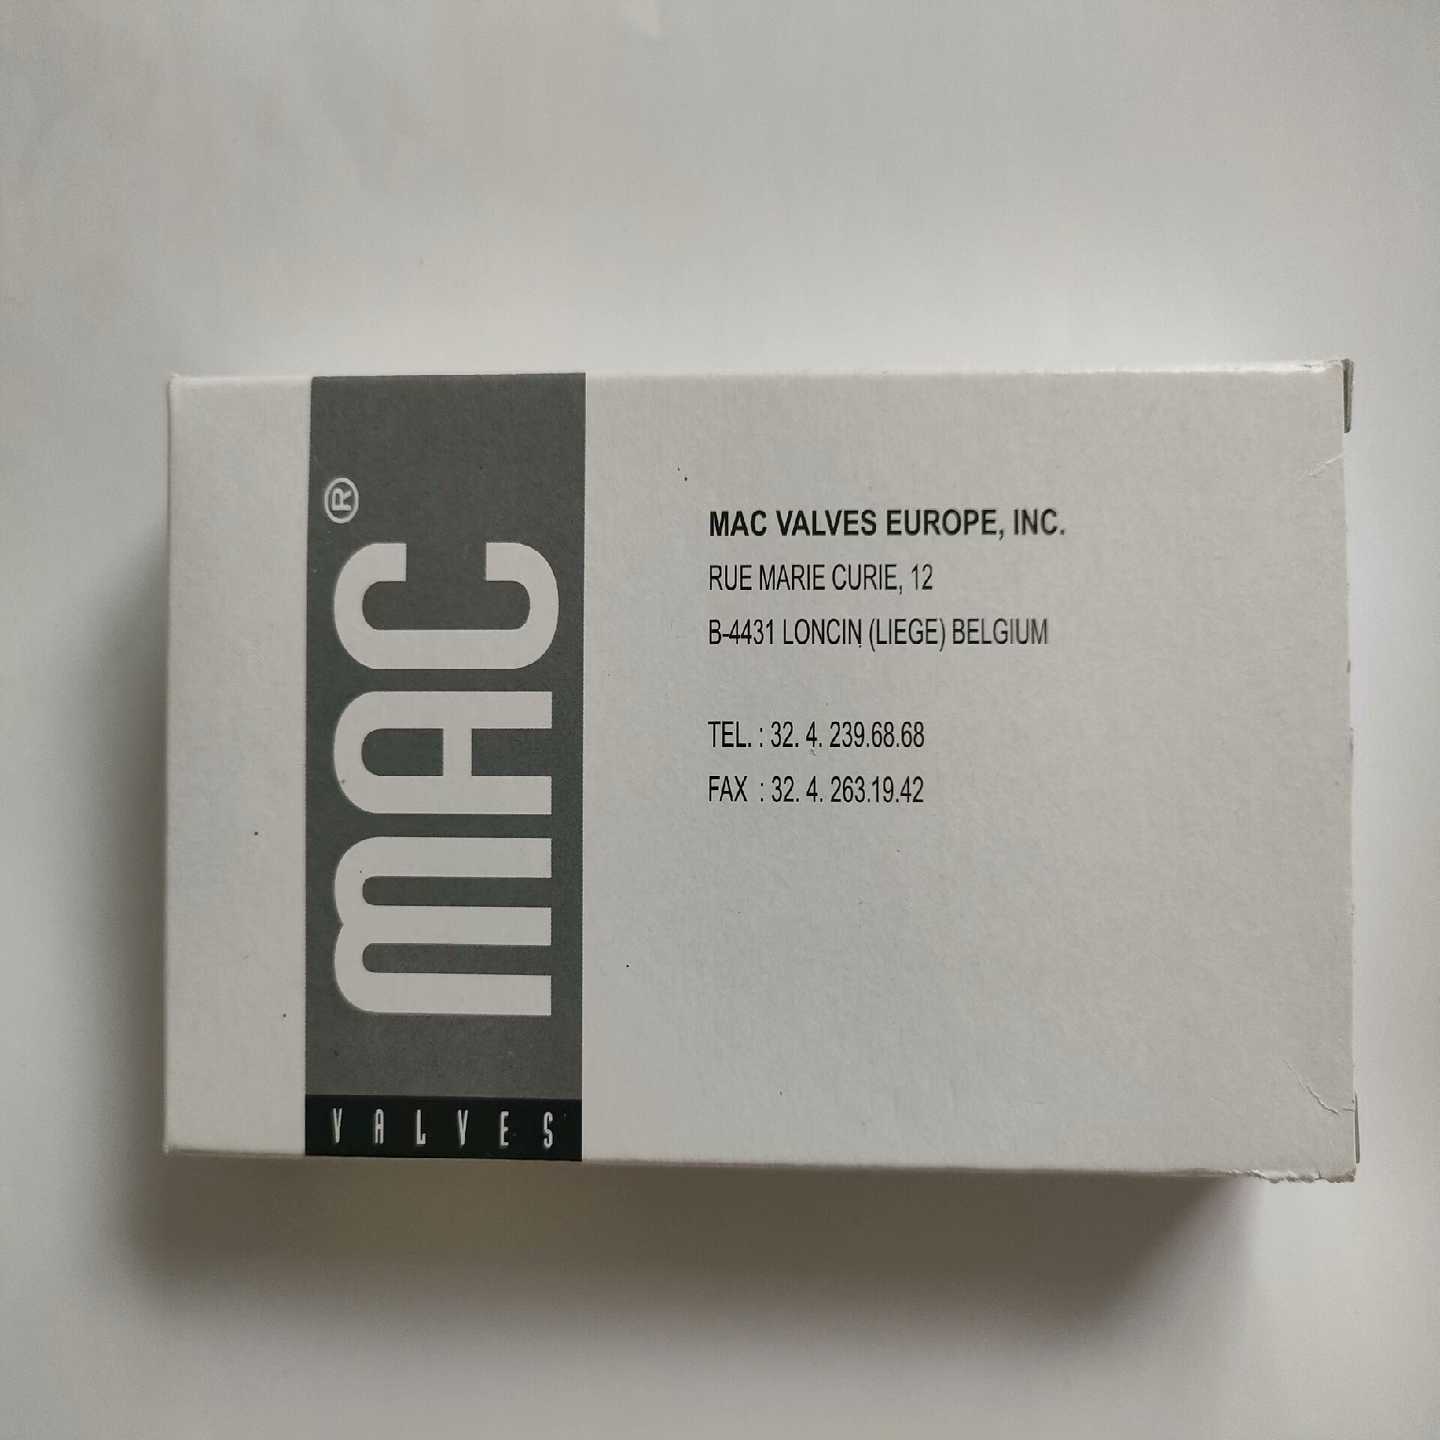 MAC®
VALVES
MAC VALVES EUROPE, INC.
RUE MARIE CURIE, 12
B-4431 LONCIN (LIEGE) BELGIUM
TEL. : 32. 4. 239.68.68
FAX : 32. 4. 263.19.42